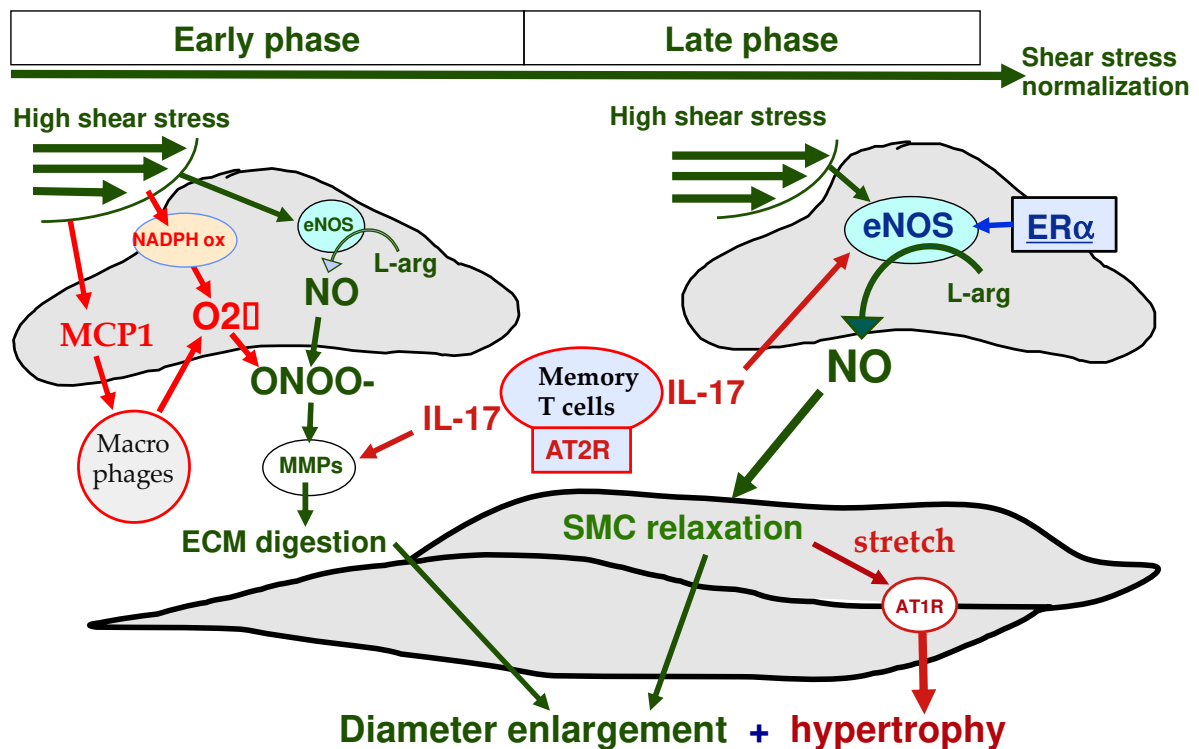 Early phase
Late phase
Shear stress
normalization
High shear stress
High shear stress
NADPH ox
eNOS
L-arg
NO
eNOS
ERα
L-arg
MCP1
O2▯
ONOO-
NO
Memory
T cells
IL-17
IL-17
AT2R
Macro
phages
MMPs
ECM digestion
SMC relaxation
stretch
AT1R
Diameter enlargement + hypertrophy